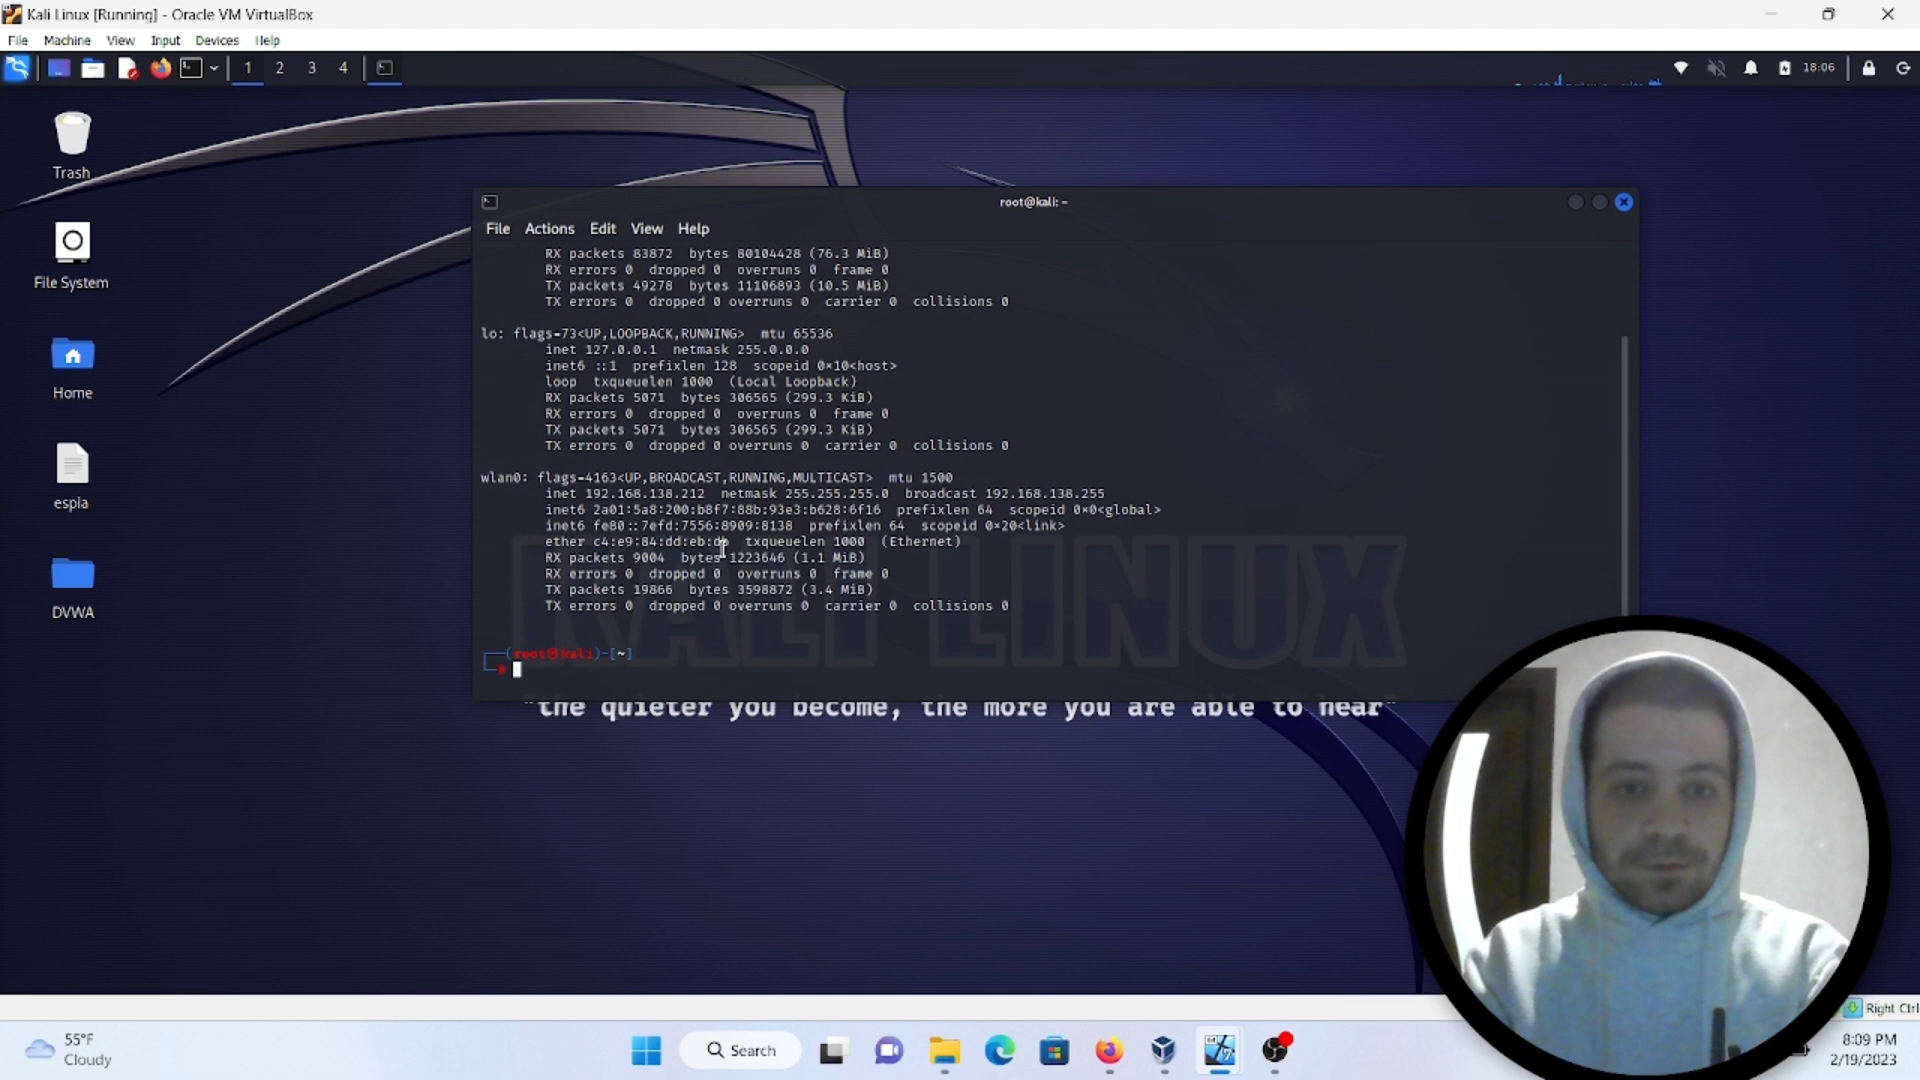 Kali Linux [Running] - Oracle VM VirtualBox
File Machine View Input Devices Help
1 2 3 4
18:06
Trash
File System
Home
espia
DVWA
root@kali: ~
File Actions Edit View Help
RX packets 83872 bytes 80104428 (76.3 MiB)
RX errors 0 dropped 0 overruns 0 frame 0
TX packets 49278 bytes 11106893 (10.5 MiB)
TX errors 0 dropped 0 overruns 0 carrier 0 collisions 0
lo: flags=73<UP,LOOPBACK,RUNNING> mtu 65536
inet 127.0.0.1 netmask 255.0.0.0
inet6 ::1 prefixlen 128 scopeid 0×10<host>
loop txqueuelen 1000 (Local Loopback)
RX packets 5071 bytes 306565 (299.3 KiB)
RX errors 0 dropped 0 overruns 0 frame 0
TX packets 5071 bytes 306565 (299.3 KiB)
TX errors 0 dropped 0 overruns 0 carrier 0 collisions 0
wlan0: flags=4163<UP,BROADCAST,RUNNING,MULTICAST> mtu 1500
inet 192.168.138.212 netmask 255.255.255.0 broadcast 192.168.138.255
inet6 2a01:5a8:200:b8f7:88b:93e3:b628:6f16 prefixlen 64 scopeid 0×0<global>
inet6 fe80::7efd:7556:8909:8138 prefixlen 64 scopeid 0×20<link>
ether txqueuelen 1000 (Ethernet)
RX packets 9004 bytes 1223646 (1.1 MiB)
RX errors 0 dropped 0 overruns 0 frame 0
TX packets 19866 bytes 3598872 (3.4 MiB)
TX errors 0 dropped 0 overruns 0 carrier 0 collisions 0
KALI LINUX
(root㉿kali)-[~]
#
"the quieter you become, the more you are able to hear"
Right Ctrl
55°F
Cloudy
Search
8:09 PM
2/19/2023